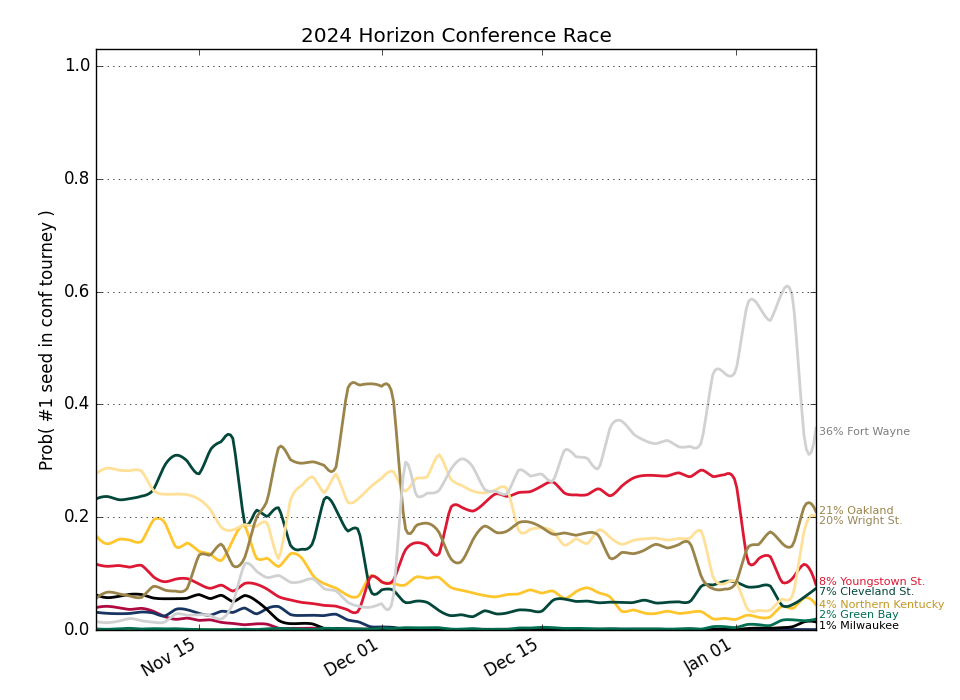 2024 Horizon Conference Race
Prob( #1 seed in conf tourney )
1.0
0.8
0.6
0.4
0.2
0.0
Nov 15
Dec 01
Dec 15
Jan 01
36% Fort Wayne
21% Oakland
20% Wright St.
8% Youngstown St.
7% Cleveland St.
4% Northern Kentucky
2% Green Bay
1% Milwaukee